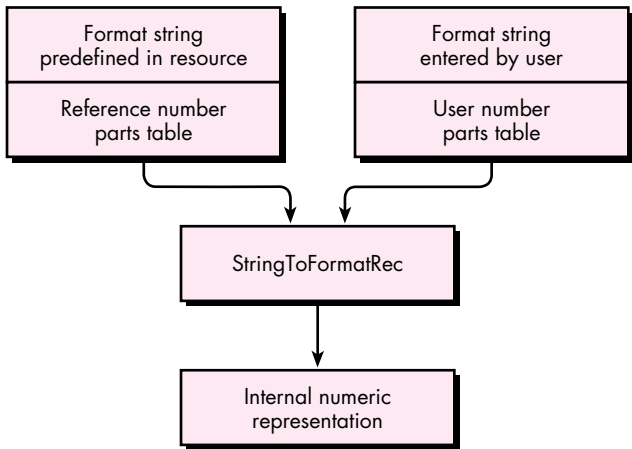 Format string
predefined in resource
Reference number
parts table
Format string
entered by user
User number
parts table
StringToFormatRec
Internal numeric
representation